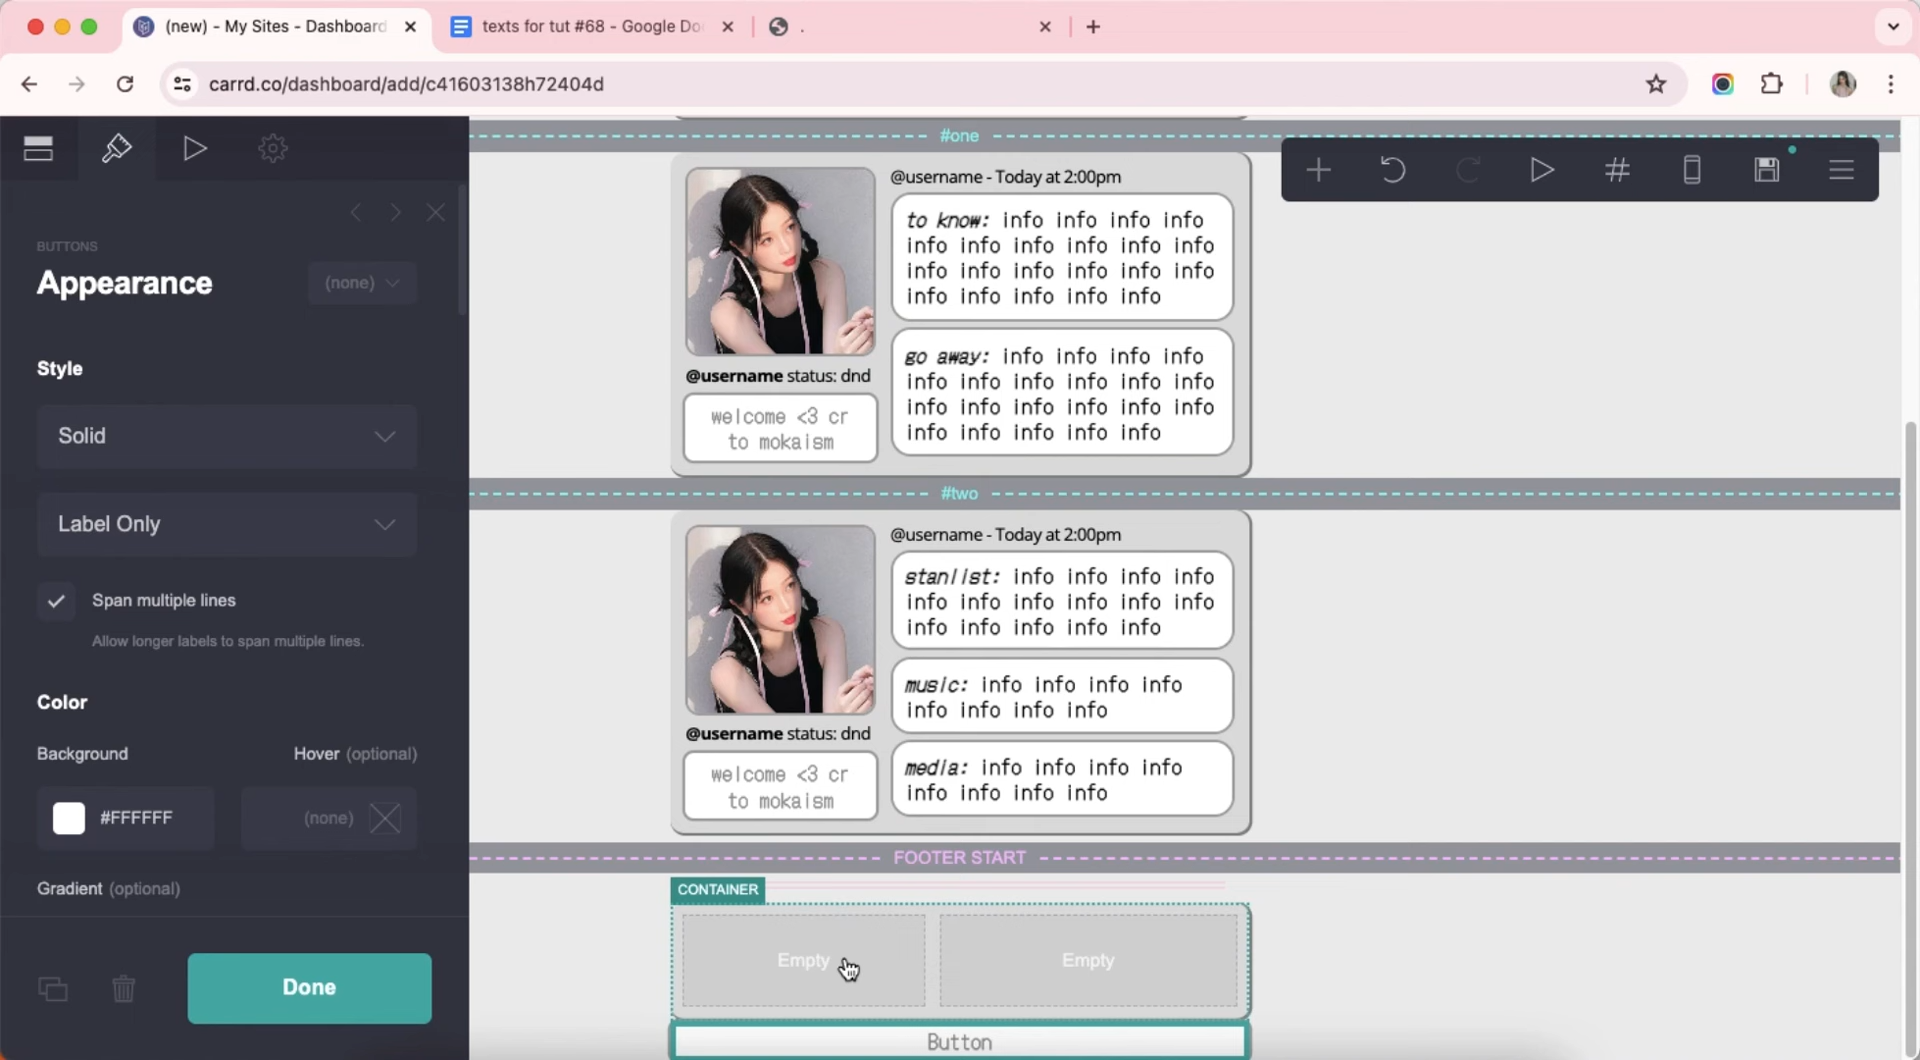 (new) - My Sites - Dashboard
texts for tut #68 - Google Do
.
carrd.co/dashboard/add/c41603138h72404d
BUTTONS
Appearance
(none)
Style
Solid
Label Only
Span multiple lines
Allow longer labels to span multiple lines.
Color
Background
Hover (optional)
#FFFFFF
(none)
Gradient (optional)
Done
#one
@username - Today at 2:00pm
to know: info info info info
info info info info info info
info info info info info info
info info info info info
go away: info info info info
info info info info info info
info info info info info info
info info info info info
@username status: dnd
welcome <3 cr
to mokaism
#two
@username - Today at 2:00pm
stanlist: info info info info
info info info info info info
info info info info info
music: info info info info
info info info info
media: info info info info
info info info info
@username status: dnd
welcome <3 cr
to mokaism
FOOTER START
CONTAINER
Empty
Empty
Button